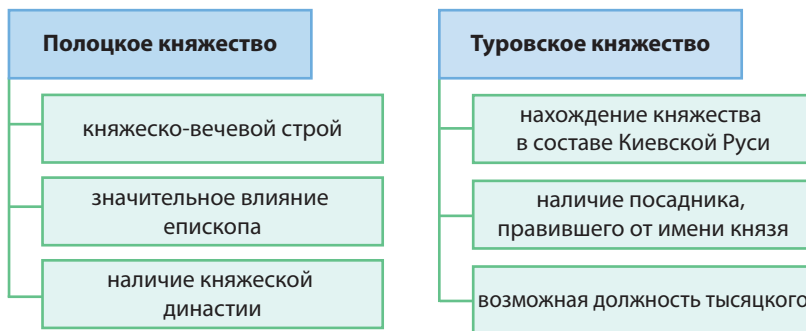 Полоцкое княжество
княжеско-вечевой строй
значительное влияние
епископа
наличие княжеской
династии
Туровское княжество
нахождение княжества
в составе Киевской Руси
наличие посадника,
правившего от имени князя
возможная должность тысяцкого